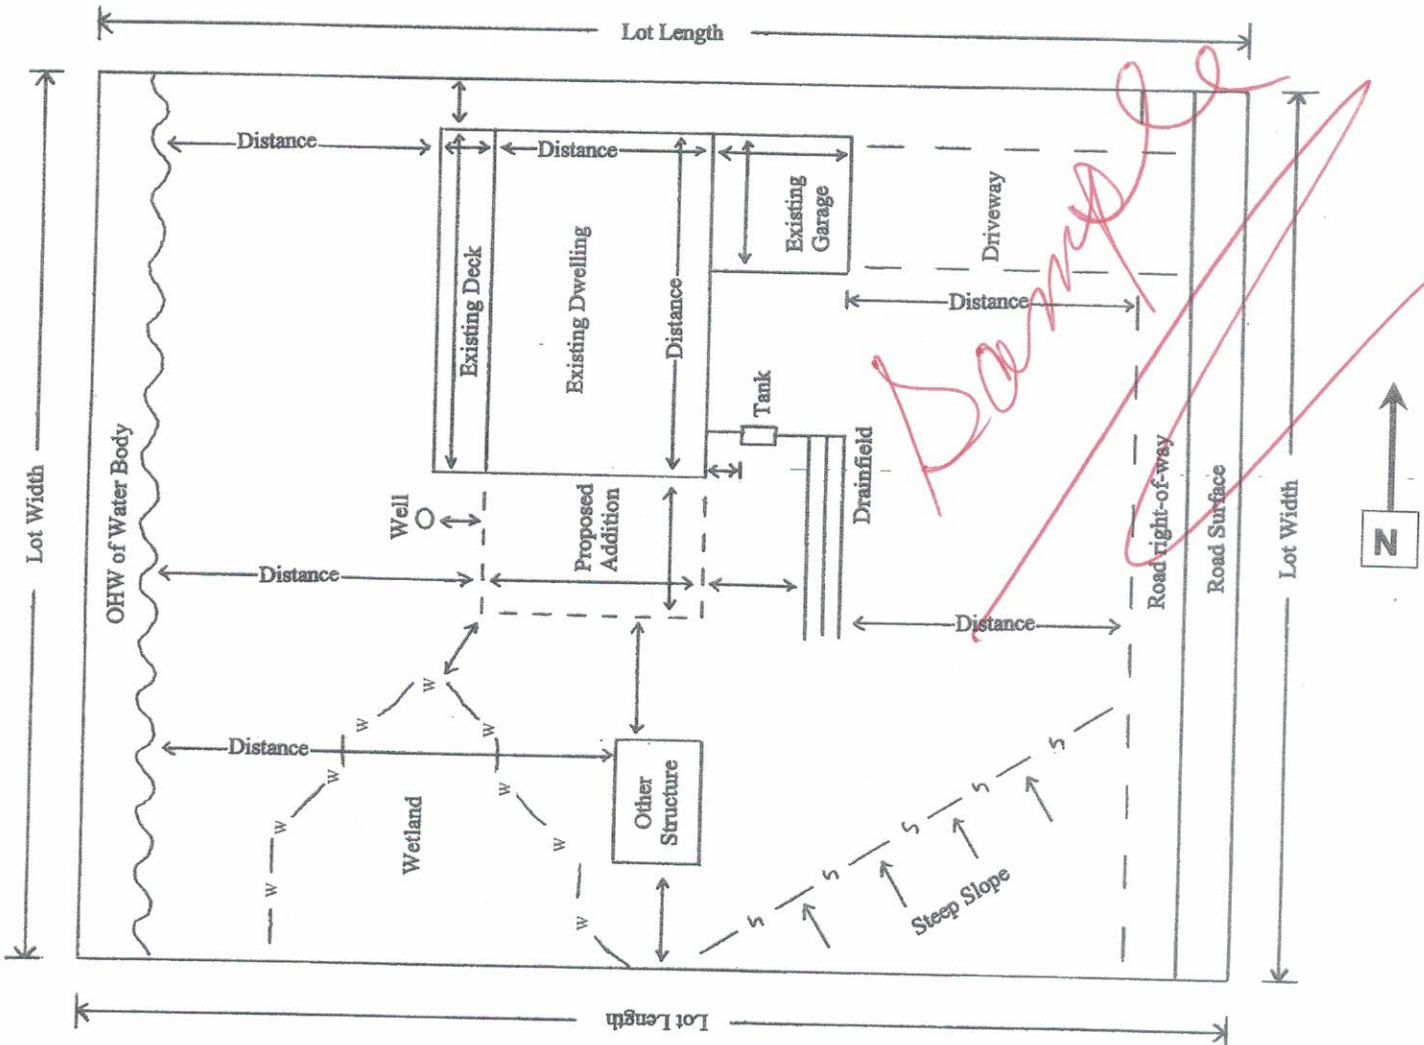 Lot Length
Lot Width
OHW of Water Body
Distance
Existing Deck
Distance
Existing Dwelling
Distance
Existing
Garage
Driveway
Distance
Sample
Tank
Drainfield
Well
Proposed
Addition
Distance
Distance
Road right-of-way
Road Surface
Lot Width
N
W
W
W
W
W
W
W
W
W
Distance
Wetland
Other
Structure
S
S
S
S
S
Steep Slope
Lot Length